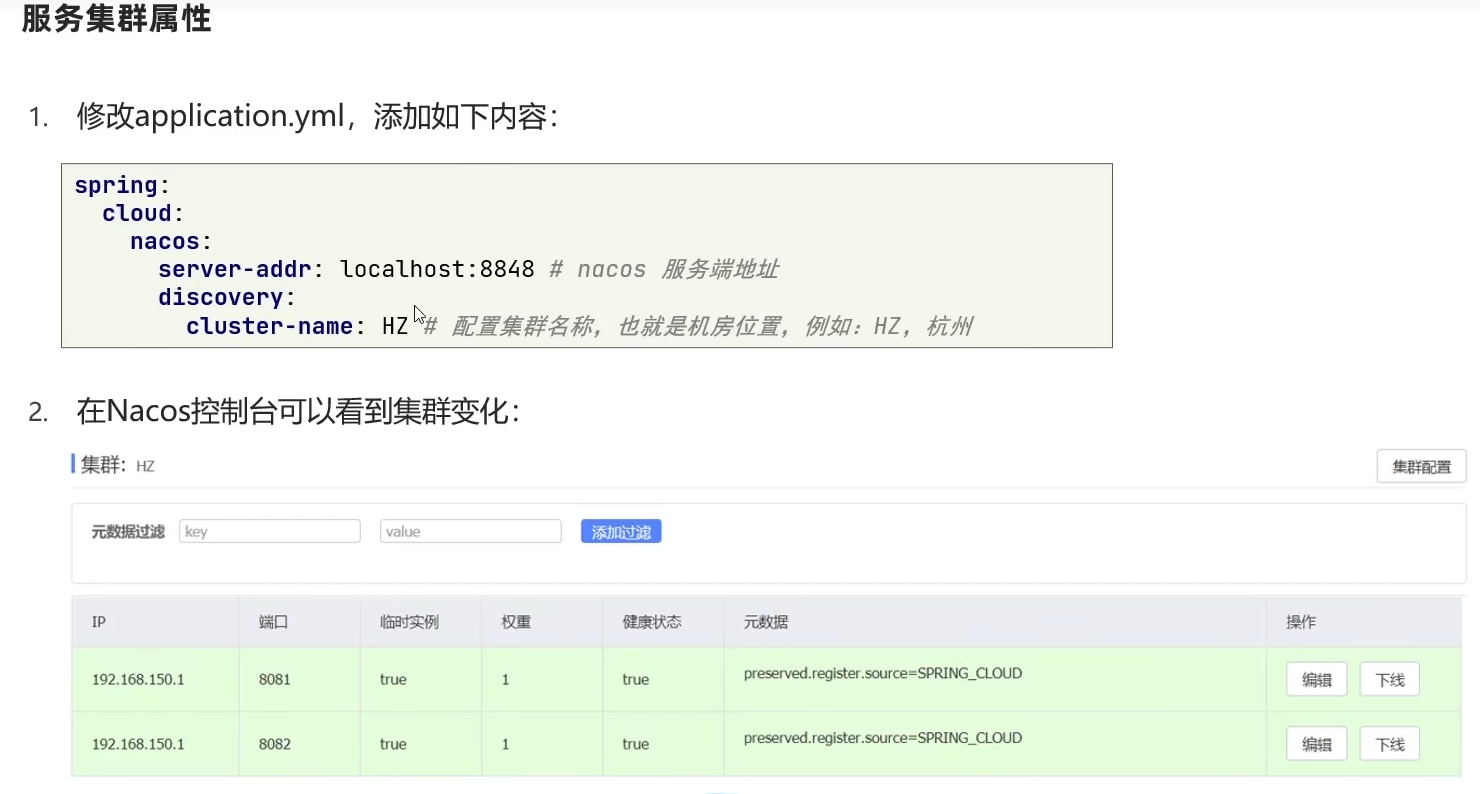 服务集群属性
1. 修改application.yml，添加如下内容：
spring:
  cloud:
    nacos:
      server-addr: localhost:8848 # nacos 服务端地址
      discovery:
        cluster-name: HZ # 配置集群名称，也就是机房位置，例如：HZ，杭州
2. 在Nacos控制台可以看到集群变化：
集群: HZ 集群配置
元数据过滤 key value 添加过滤
IP 端口 临时实例 权重 健康状态 元数据 操作
192.168.150.1 8081 true 1 true preserved.register.source=SPRING_CLOUD 编辑 下线
192.168.150.1 8082 true 1 true preserved.register.source=SPRING_CLOUD 编辑 下线